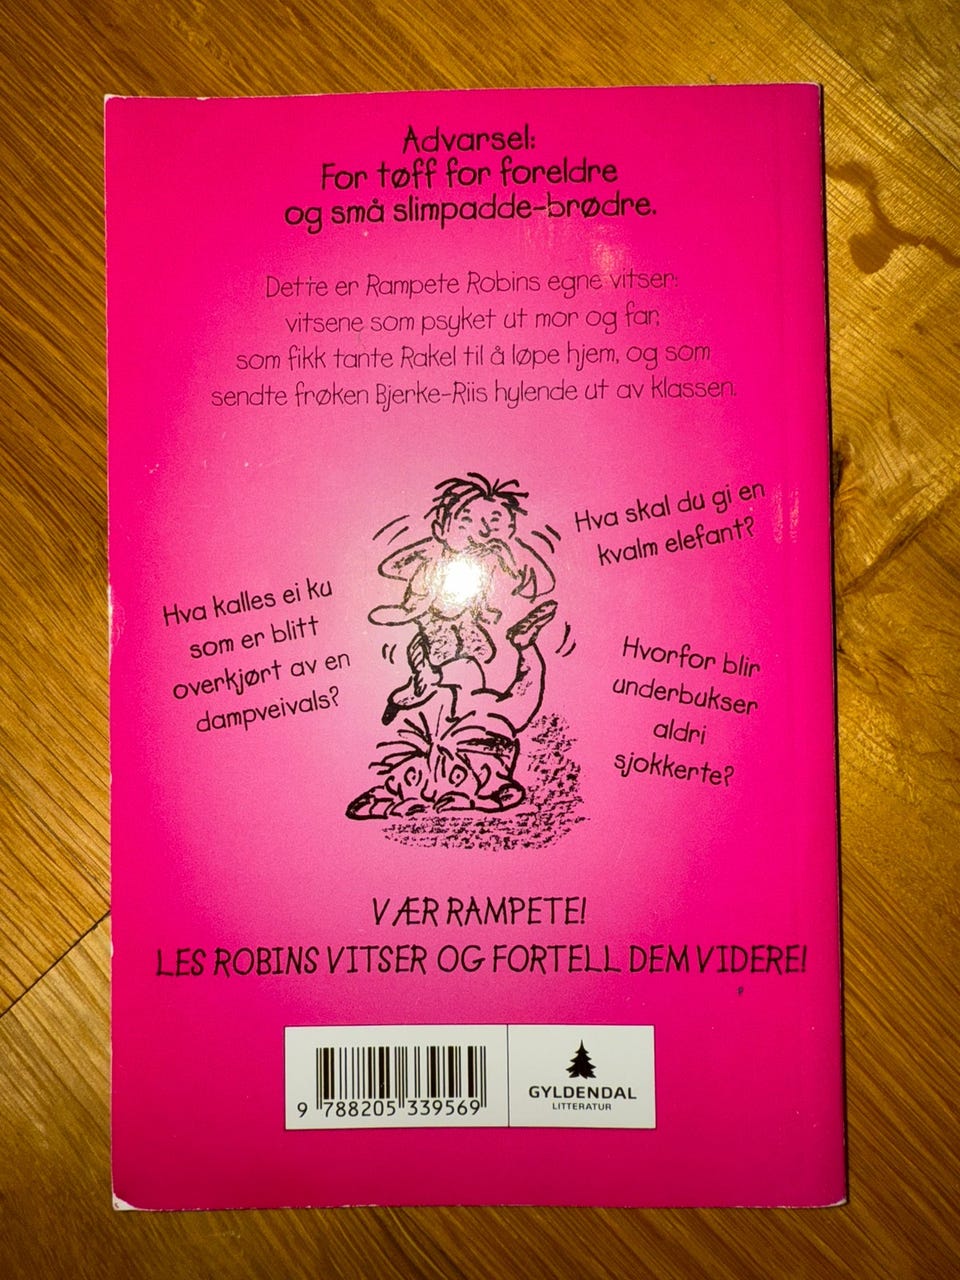 Advarsel:
For tøff for foreldre
og små slimpadde-brødre.
Dette er Rampete Robins egne vitser:
vitsene som psyket ut mor og far,
som fikk tante Rakel til å løpe hjem, og som
sendte frøken Bjerke-Riis hylende ut av klassen.
Hva skal du gi en
kvalm elefant?
Hva kalles ei ku
som er blitt
overkjørt av en
dampveivals?
Hvorfor blir
underbukser
aldri
sjokkerte?
VÆR RAMPETE!
LES ROBINS VITSER OG FORTELL DEM VIDERE!
9 788205 339569
GYLDENDAL
LITTERATUR